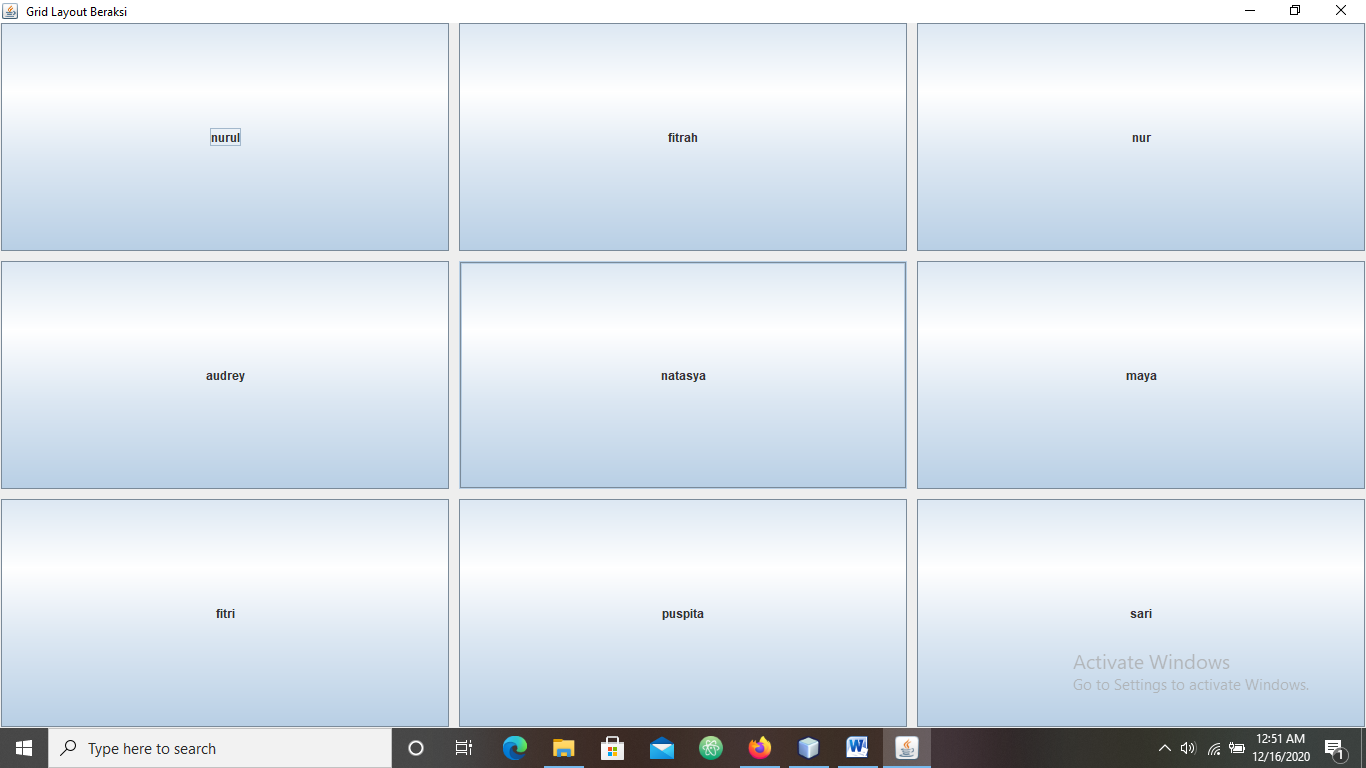 Grid Layout Beraksi
nurul
fitrah
nur
audrey
natasya
maya
fitri
puspita
sari
Activate Windows
Go to Settings to activate Windows.
Type here to search
12:51 AM
12/16/2020
1